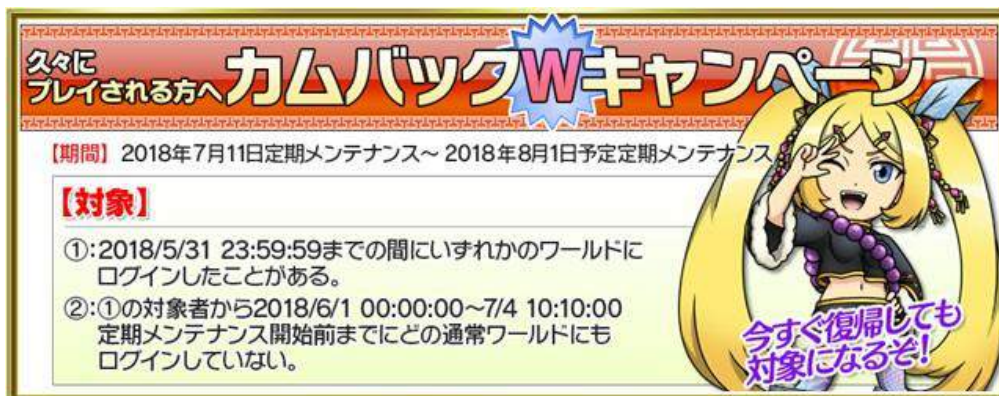 久々に
プレイされる方へ
カムバックWキャンペーン
【期間】2018年7月11日定期メンテナンス～2018年8月1日予定定期メンテナンス
【対象】
①:2018/5/31 23:59:59までの間にいずれかのワールドに
ログインしたことがある。
②:①の対象者から2018/6/1 00:00:00～7/4 10:10:00
定期メンテナンス開始前までにどの通常ワールドにも
ログインしていない。
今すぐ復帰しても
対象になるぞ!